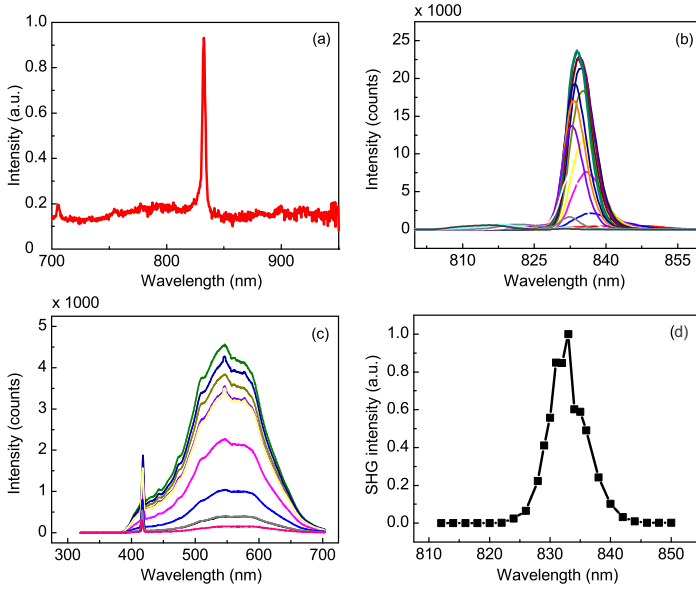 (a)
Intensity (a.u.)
1.0
0.8
0.6
0.4
0.2
0
700
800
900
Wavelength (nm)
x 1000
(b)
Intensity (counts)
25
20
15
10
5
0
810
825
840
855
Wavelength (nm)
x 1000
(c)
Intensity (counts)
5
4
3
2
1
0
300
400
500
600
700
Wavelength (nm)
(d)
SHG intensity (a.u.)
1.0
0.8
0.6
0.4
0.2
0.0
810
820
830
840
850
Wavelength (nm)